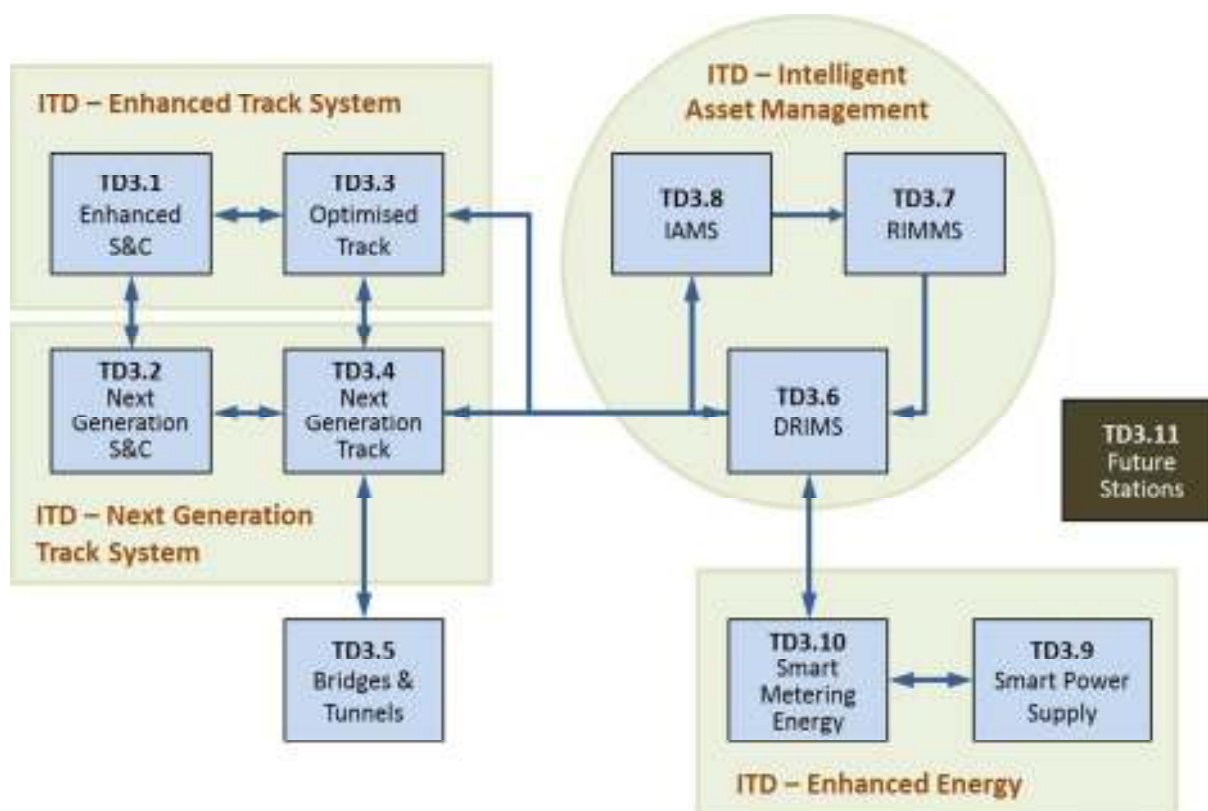 ITD – Enhanced Track System
TD3.1
Enhanced
S&C
TD3.3
Optimised
Track
TD3.2
Next
Generation
S&C
TD3.4
Next
Generation
Track
ITD – Next Generation
Track System
TD3.5
Bridges &
Tunnels
ITD – Intelligent
Asset Management
TD3.8
IAMS
TD3.7
RIMMS
TD3.6
DRIMS
TD3.11
Future
Stations
TD3.10
Smart
Metering
Energy
TD3.9
Smart Power
Supply
ITD – Enhanced Energy